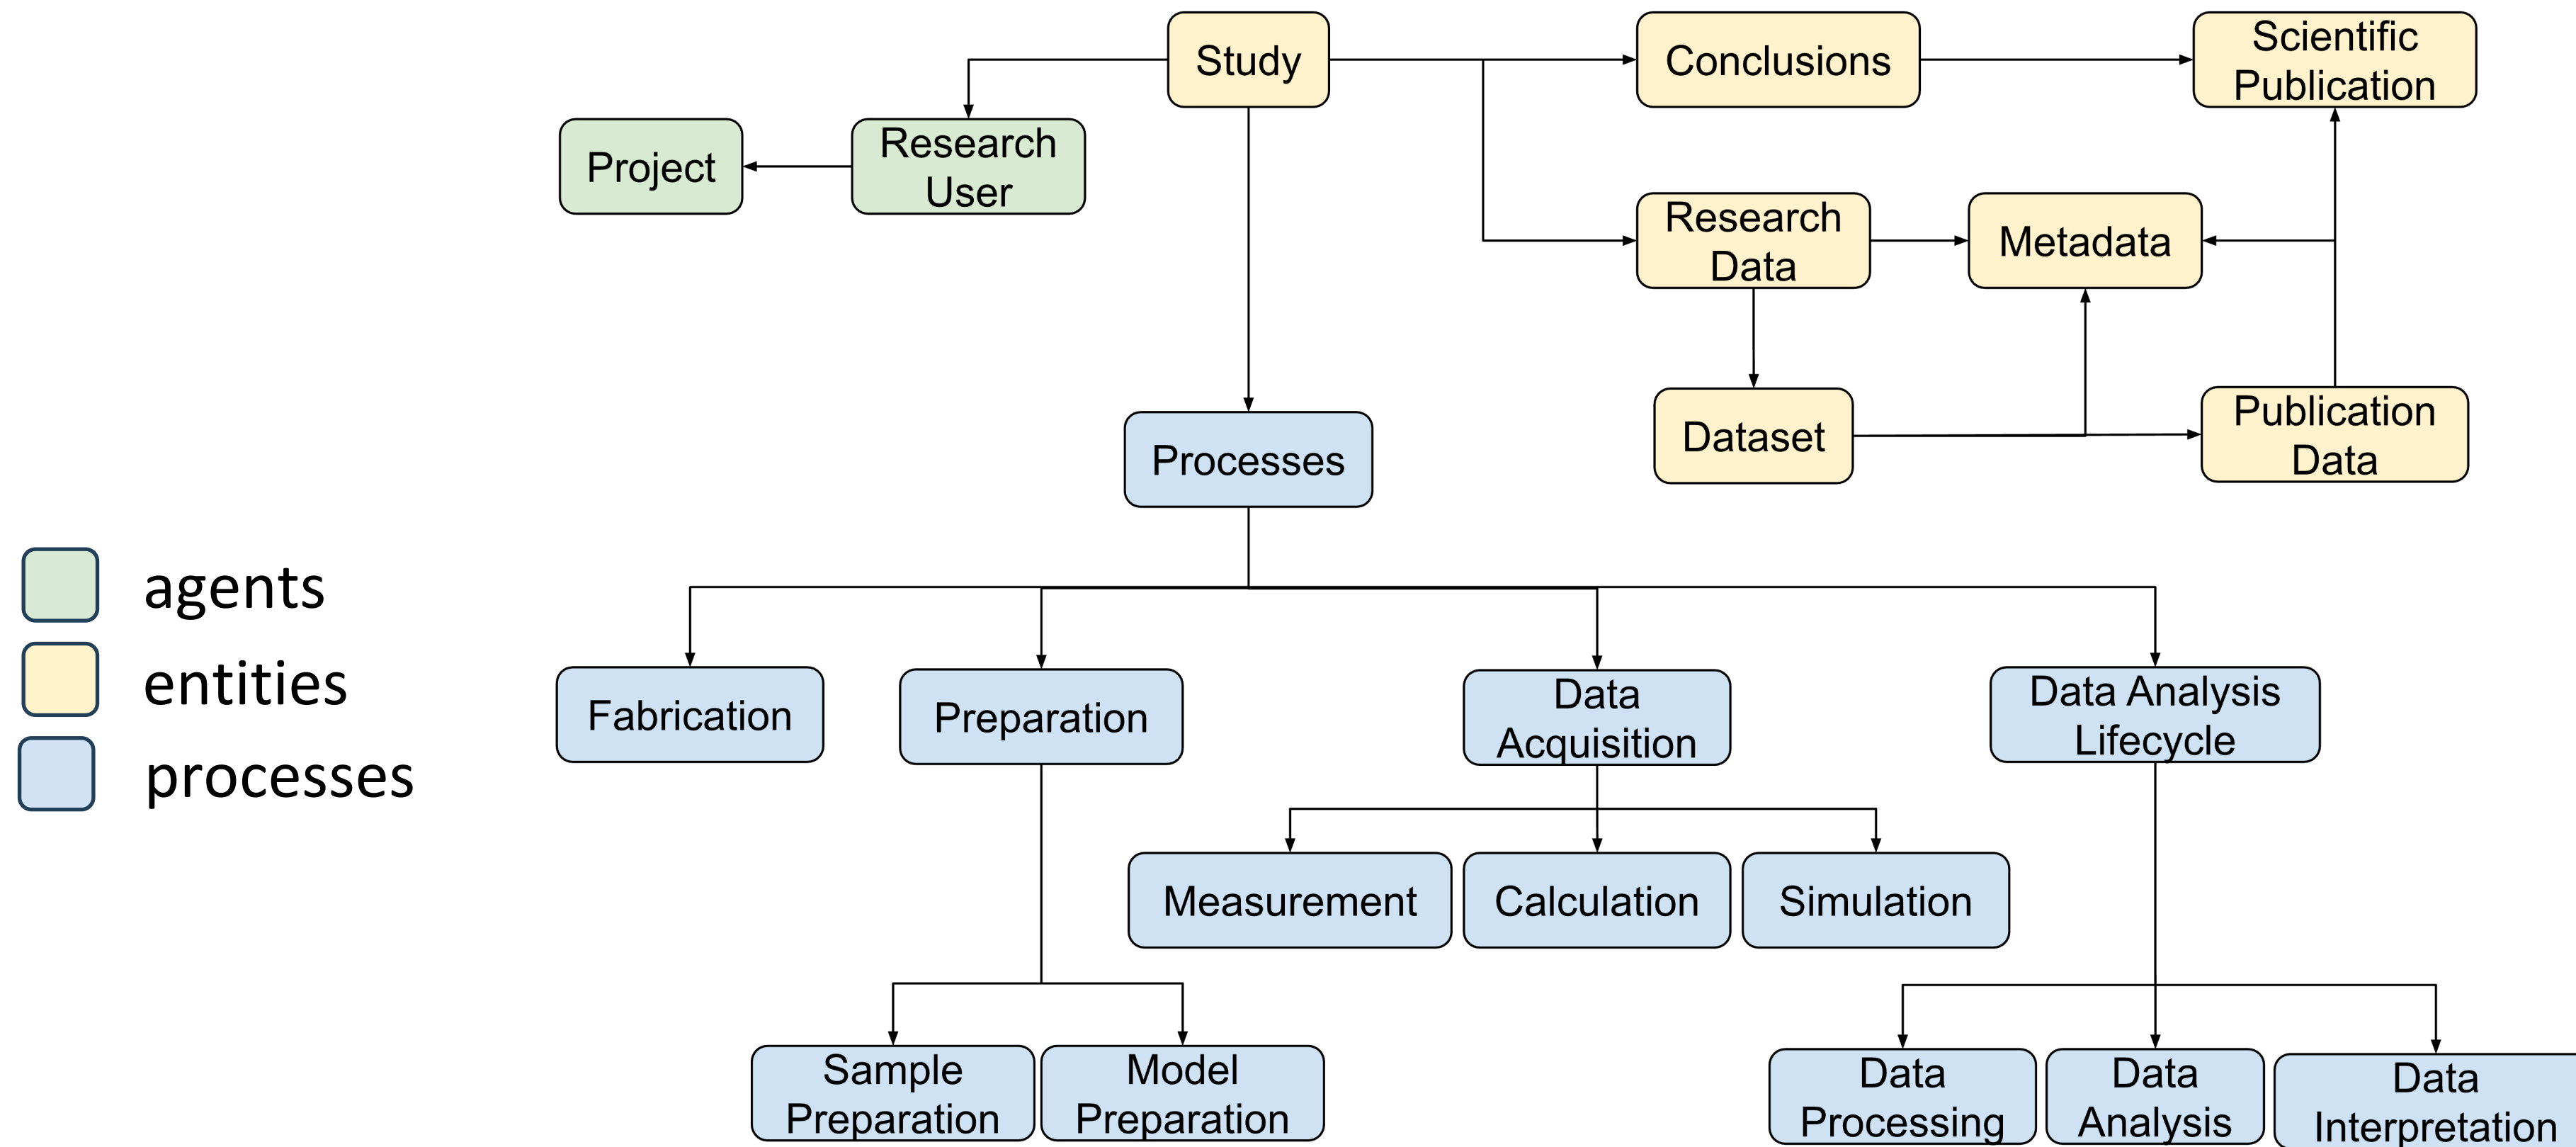 Study
Conclusions
Scientific
Publication
Project
Research
User
Research
Data
Metadata
Dataset
Publication
Data
Processes
agents
entities
processes
Fabrication
Preparation
Data
Acquisition
Data Analysis
Lifecycle
Measurement
Calculation
Simulation
Sample
Preparation
Model
Preparation
Data
Processing
Data
Analysis
Data
Interpretation